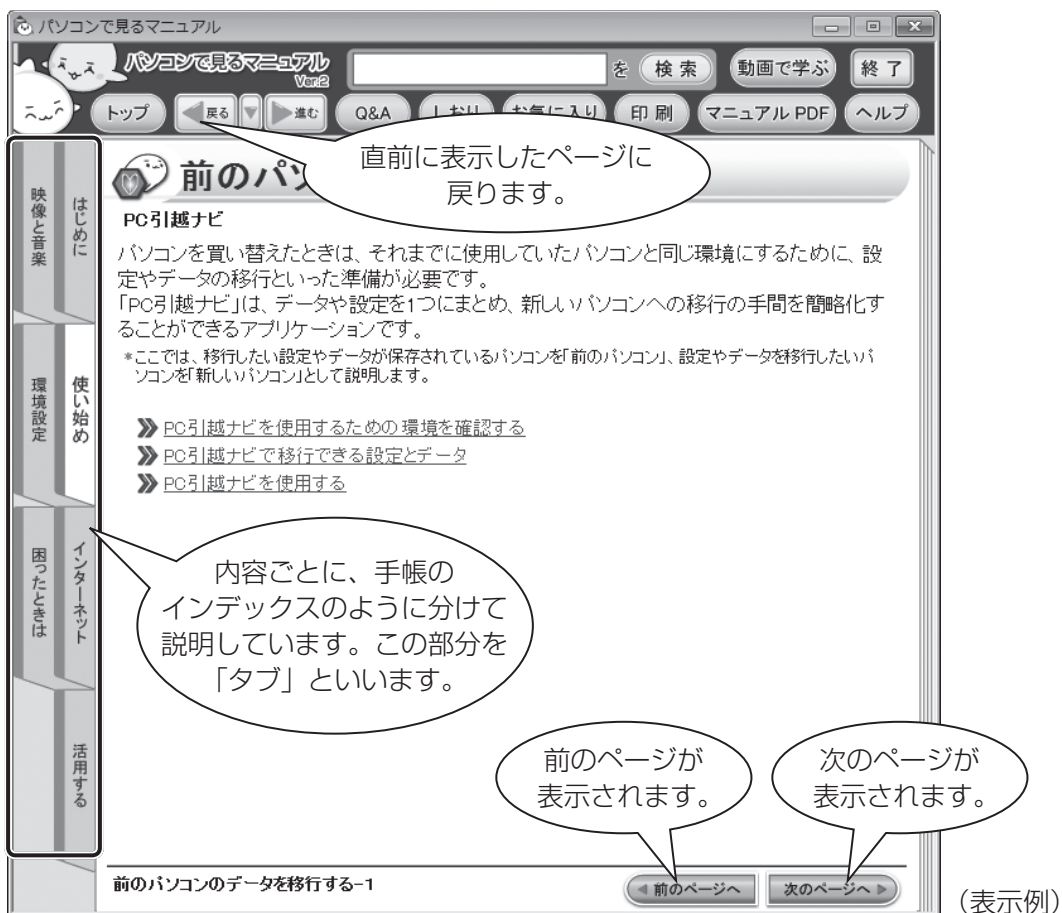 パソコンで見るマニュアル
パソコンで見るマニュアル
Ver.2
を 検 索 動画で学ぶ 終 了
トップ 戻る 進む Q&A しおり お気に入り 印 刷 マニュアル PDF ヘルプ
直前に表示したページに
戻ります。
前のパソ
PC引越ナビ
パソコンを買い替えたときは、それまでに使用していたパソコンと同じ環境にするために、設
定やデータの移行といった準備が必要です。
「PC引越ナビ」は、データや設定を1つにまとめ、新しいパソコンへの移行の手間を簡略化す
ることができるアプリケーションです。
*ここでは、移行したい設定やデータが保存されているパソコンを「前のパソコン」、設定やデータを移行したいパ
ソコンを「新しいパソコン」として説明します。
PC引越ナビを使用するための環境を確認する
PC引越ナビで移行できる設定とデータ
PC引越ナビを使用する
はじめに
映像と音楽
使い始め
環境設定
インターネット
困ったときは
活用する
内容ごとに、手帳の
インデックスのように分けて
説明しています。この部分を
「タブ」といいます。
前のページが
表示されます。
次のページが
表示されます。
前のパソコンのデータを移行する-1
前のページへ 次のページへ
（表示例）